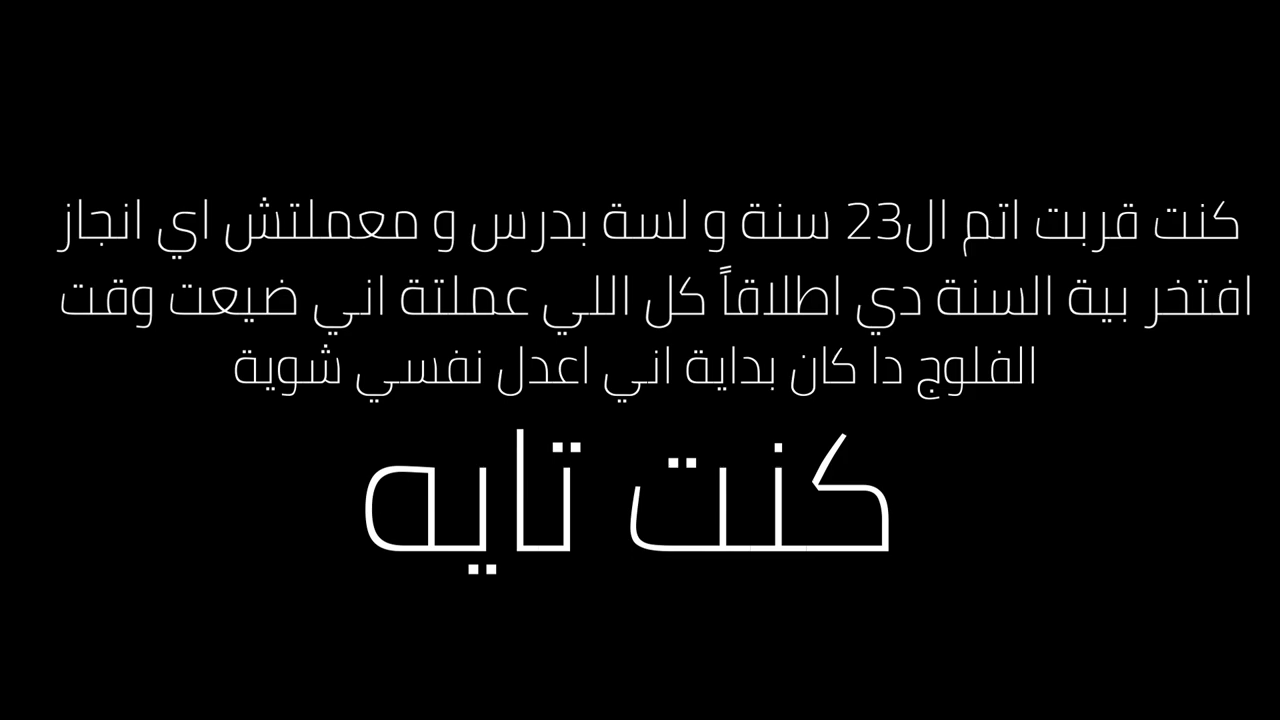 كنت قربت اتم ال23 سنة و لسة بدرس و معملتش اي انجاز
افتخر بية السنة دي اطلاقاً كل اللي عملتة اني ضيعت وقت
الفلوج دا كان بداية اني اعدل نفسي شوية
كنت تايه